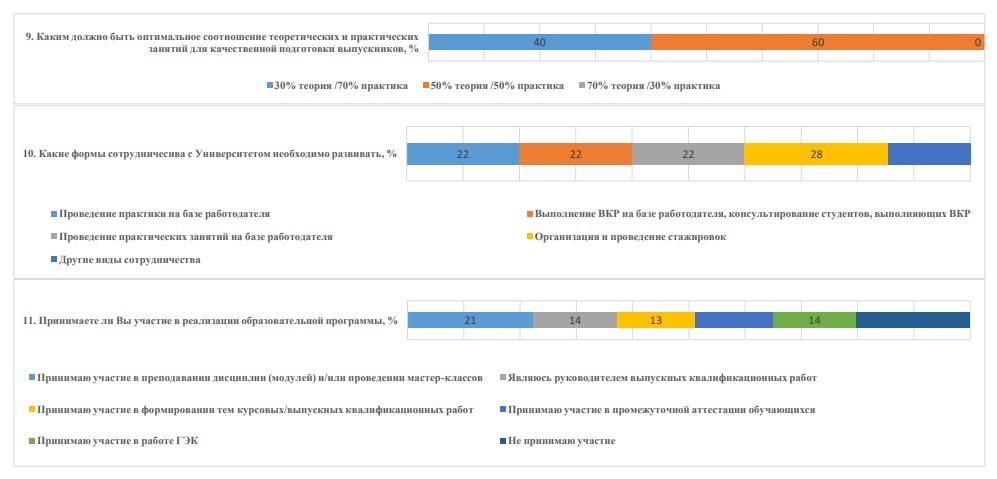 9. Каким должно быть оптимальное соотношение теоретических и практических
занятий для качественной подготовки выпускников, %
40 60 0
30% теория /70% практика 50% теория /50% практика 70% теория /30% практика
10. Какие формы сотрудничесива с Университетом необходимо развивать, %
22 22 22 28
Проведение практики на базе работодателя Выполнение ВКР на базе работодателя, консультирование студентов, выполняющих ВКР
Проведение практических занятий на базе работодателя Организация и проведение стажировок
Другие виды сотрудничества
11. Принимаете ли Вы участие в реализации образовательной программы, %
21 14 13 14
Принимаю участие в преподавании дисциплин (модулей) и/или проведении мастер-классов Являюсь руководителем выпускных квалификационных работ
Принимаю участие в формировании тем курсовых/выпускных квалификационных работ Принимаю участие в промежуточной аттестации обучающихся
Принимаю участие в работе ГЭК Не принимаю участие